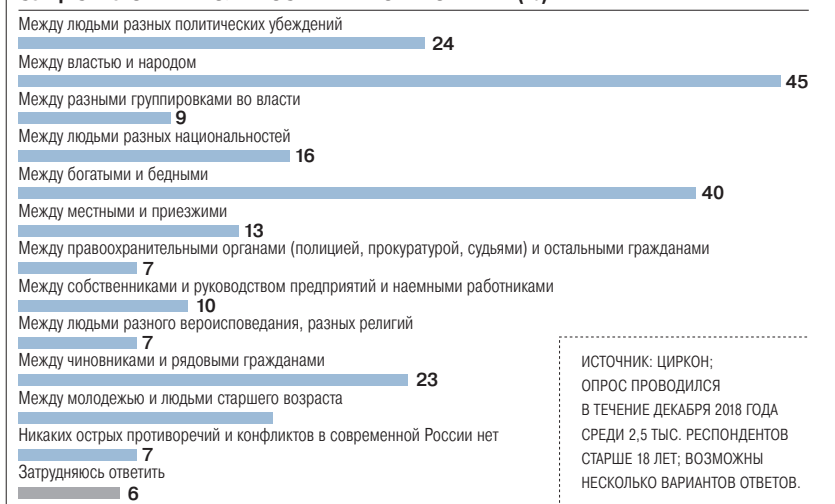 Между людьми разных политических убеждений
24
Между властью и народом
45
Между разными группировками во власти
9
Между людьми разных национальностей
16
Между богатыми и бедными
40
Между местными и приезжими
13
Между правоохранительными органами (полицией, прокуратурой, судьями) и остальными гражданами
7
Между собственниками и руководством предприятий и наемными работниками
10
Между людьми разного вероисповедания, разных религий
7
Между чиновниками и рядовыми гражданами
23
Между молодежью и людьми старшего возраста
Никаких острых противоречий и конфликтов в современной России нет
7
Затрудняюсь ответить
6
ИСТОЧНИК: ЦИРКОН;
ОПРОС ПРОВОДИЛСЯ
В ТЕЧЕНИЕ ДЕКАБРЯ 2018 ГОДА
СРЕДИ 2,5 ТЫС. РЕСПОНДЕНТОВ
СТАРШЕ 18 ЛЕТ; ВОЗМОЖНЫ
НЕСКОЛЬКО ВАРИАНТОВ ОТВЕТОВ.